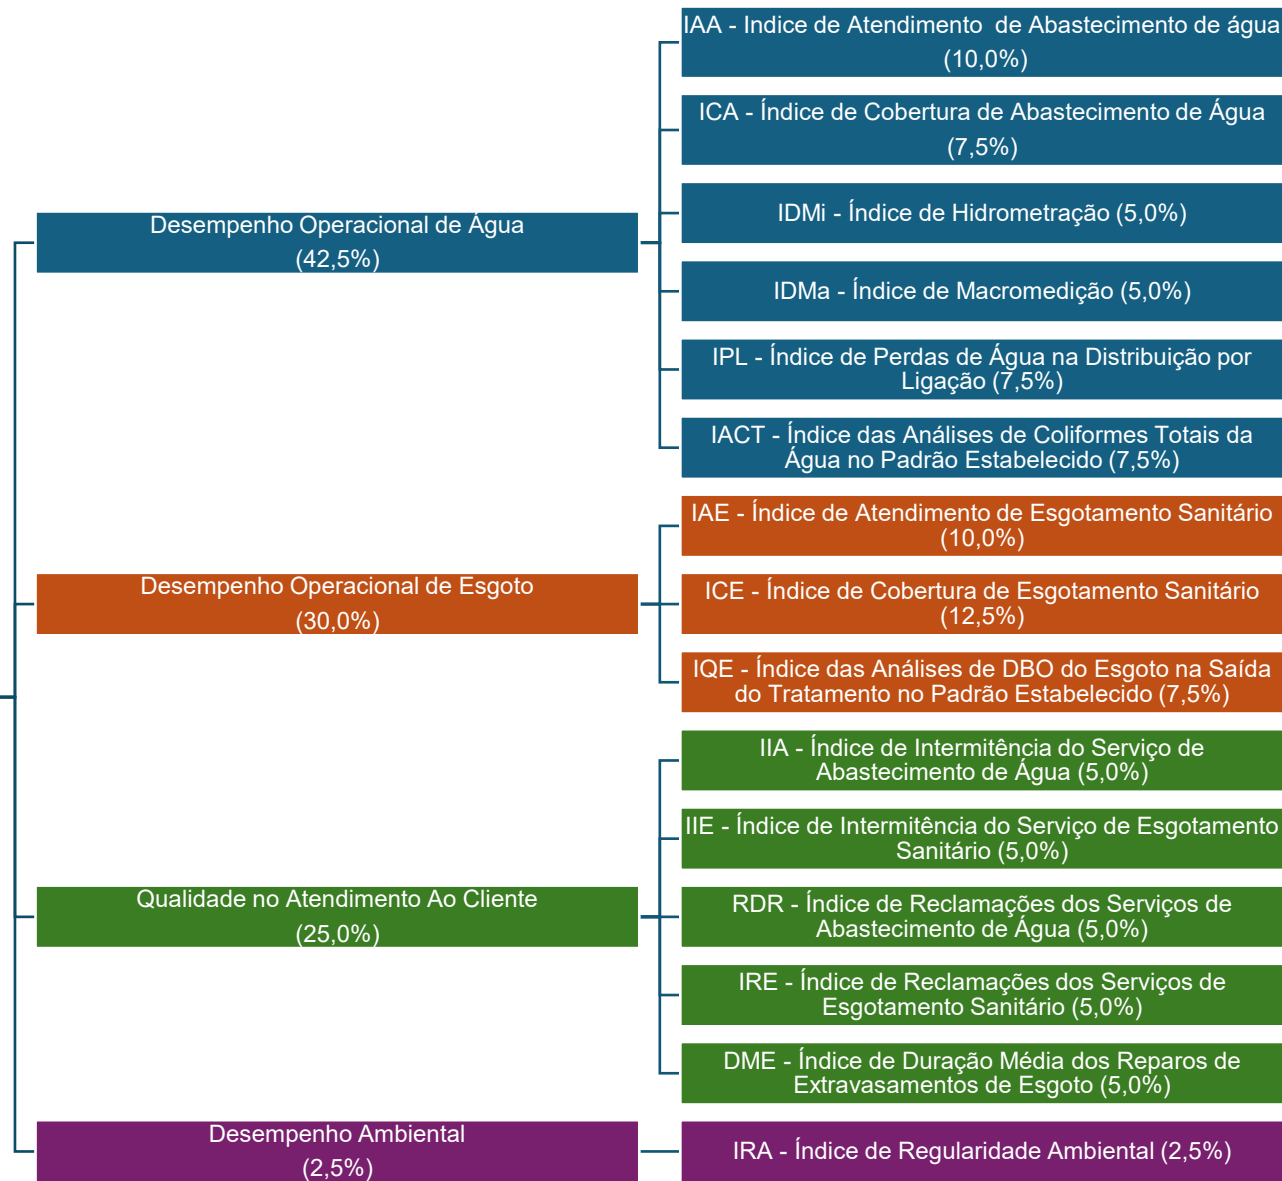 Desempenho Operacional de Água
(42,5%)
IAA - Indice de Atendimento  de Abastecimento de água
(10,0%)
ICA - Índice de Cobertura de Abastecimento de Água
(7,5%)
IDMi - Índice de Hidrometração (5,0%)
IDMa - Índice de Macromedição (5,0%)
IPL - Índice de Perdas de Água na Distribuição por
Ligação (7,5%)
IACT - Índice das Análises de Coliformes Totais da
Água no Padrão Estabelecido (7,5%)
Desempenho Operacional de Esgoto
(30,0%)
IAE - Índice de Atendimento de Esgotamento Sanitário
(10,0%)
ICE - Índice de Cobertura de Esgotamento Sanitário
(12,5%)
IQE - Índice das Análises de DBO do Esgoto na Saída
do Tratamento no Padrão Estabelecido (7,5%)
Qualidade no Atendimento Ao Cliente
(25,0%)
IIA - Índice de Intermitência do Serviço de
Abastecimento de Água (5,0%)
IIE - Índice de Intermitência do Serviço de Esgotamento
Sanitário (5,0%)
RDR - Índice de Reclamações dos Serviços de
Abastecimento de Água (5,0%)
IRE - Índice de Reclamações dos Serviços de
Esgotamento Sanitário (5,0%)
DME - Índice de Duração Média dos Reparos de
Extravasamentos de Esgoto (5,0%)
Desempenho Ambiental
(2,5%)
IRA - Índice de Regularidade Ambiental (2,5%)